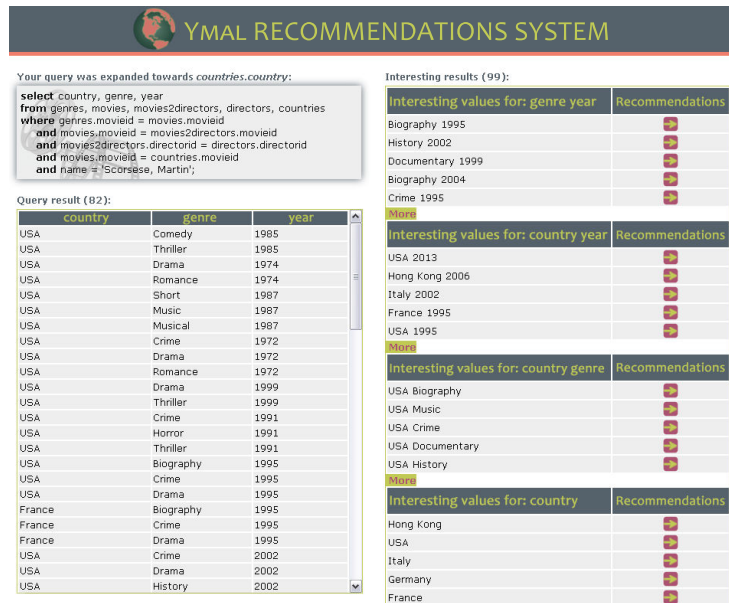 YMAL RECOMMENDATIONS SYSTEM
Your query was expanded towards countries.country:
select country, genre, year
from genres, movies, movies2directors, directors, countries
where genres.movieid = movies.movieid
and movies.movieid = movies2directors.movieid
and movies2directors.directorid = directors.directorid
and movies.movieid = countries.movieid
and name = 'Scorsese, Martin';
Query result (82):
country genre year
USA Comedy 1985
USA Thriller 1985
USA Drama 1974
USA Romance 1974
USA Short 1987
USA Music 1987
USA Musical 1987
USA Crime 1972
USA Drama 1972
USA Romance 1972
USA Drama 1999
USA Thriller 1999
USA Crime 1991
USA Horror 1991
USA Thriller 1991
USA Biography 1995
USA Crime 1995
USA Drama 1995
France Biography 1995
France Crime 1995
France Drama 1995
USA Crime 2002
USA Drama 2002
USA History 2002
Interesting results (99):
Interesting values for: genre year Recommendations
Biography 1995
History 2002
Documentary 1999
Biography 2004
Crime 1995
More
Interesting values for: country year Recommendations
USA 2013
Hong Kong 2006
Italy 2002
France 1995
USA 1995
More
Interesting values for: country genre Recommendations
USA Biography
USA Music
USA Crime
USA Documentary
USA History
More
Interesting values for: country Recommendations
Hong Kong
USA
Italy
Germany
France